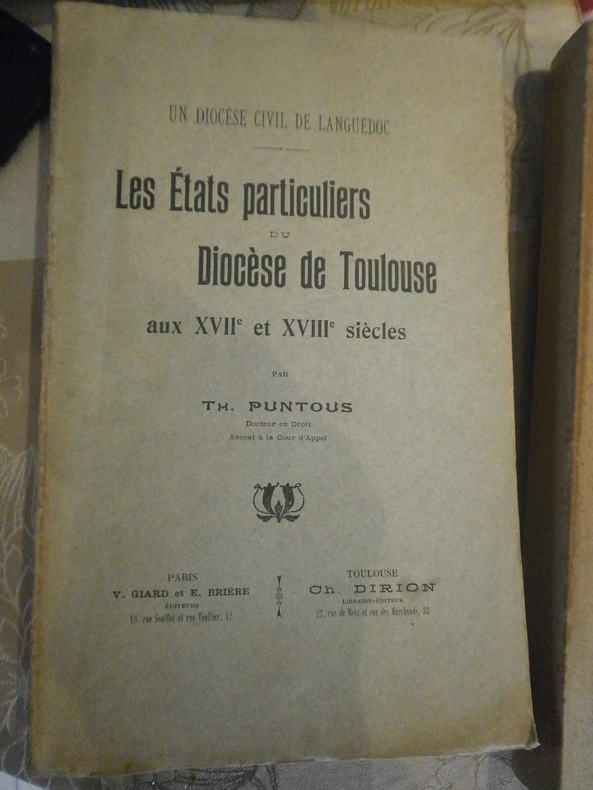 UN DIOCÈSE CIVIL DE LANGUEDOC
Les États particuliers
DU
Diocèse de Toulouse
aux XVIIe et XVIIIe siècles
PAR
TH. PUNTOUS
Docteur en Droit
Avocat à la Cour d'Appel
PARIS
V. GIARD et E. BRIÈRE
ÉDITEURS
16, rue Soufflot et rue Toullier, 12
TOULOUSE
Ch. DIRION
LIBRAIRE-ÉDITEUR
22, rue de Metz et rue des Marchands, 33